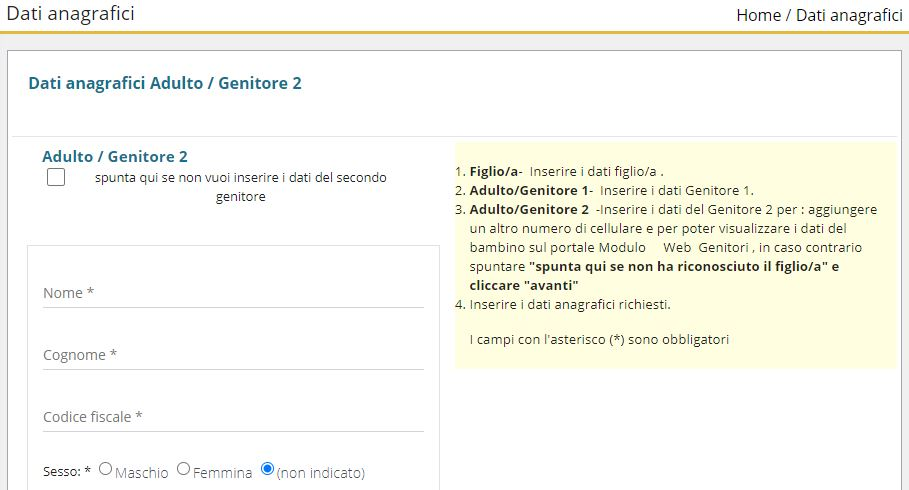 Dati anagrafici
Home / Dati anagrafici
Dati anagrafici Adulto / Genitore 2
Adulto / Genitore 2
spunta qui se non vuoi inserire i dati del secondo
genitore
Nome *
Cognome *
Codice fiscale *
Sesso: * Maschio Femmina (non indicato)
1. Figlio/a- Inserire i dati figlio/a .
2. Adulto/Genitore 1- Inserire i dati Genitore 1.
3. Adulto/Genitore 2 -Inserire i dati del Genitore 2 per : aggiungere
un altro numero di cellulare e per poter visualizzare i dati del
bambino sul portale Modulo Web Genitori , in caso contrario
spuntare "spunta qui se non ha riconosciuto il figlio/a" e
cliccare "avanti"
4. Inserire i dati anagrafici richiesti.
I campi con l'asterisco (*) sono obbligatori